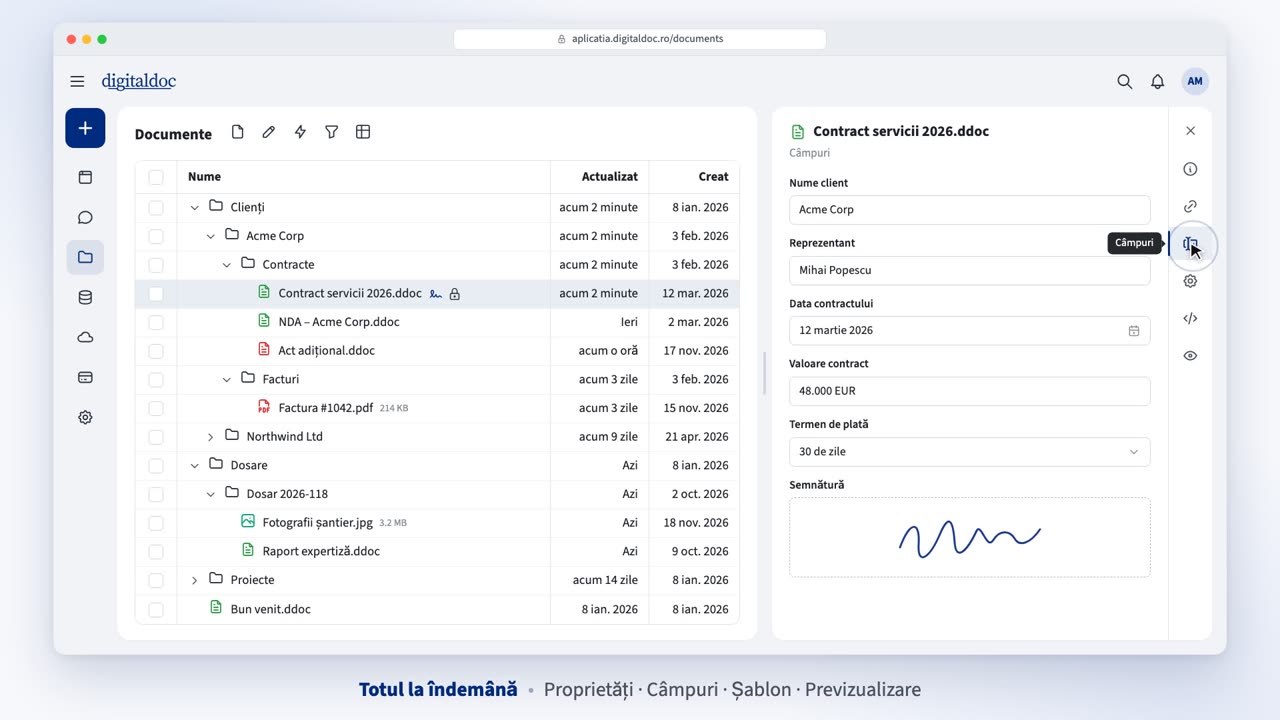 aplicatia.digitaldoc.ro/documents
digitaldoc
AM
Documente
Nume Actualizat Creat
Clienți acum 2 minute 8 ian. 2026
Acme Corp acum 2 minute 3 feb. 2026
Contracte acum 2 minute 3 feb. 2026
Contract servicii 2026.ddoc acum 2 minute 12 mar. 2026
NDA – Acme Corp.ddoc Ieri 2 mar. 2026
Act adițional.ddoc acum o oră 17 nov. 2026
Facturi acum 3 zile 3 feb. 2026
PDF Factura #1042.pdf 214 KB acum 3 zile 15 nov. 2026
Northwind Ltd acum 9 zile 21 apr. 2026
Dosare Azi 8 ian. 2026
Dosar 2026-118 Azi 2 oct. 2026
Fotografii șantier.jpg 3,2 MB Azi 18 nov. 2026
Raport expertiză.ddoc Azi 9 oct. 2026
Proiecte acum 14 zile 8 ian. 2026
Bun venit.ddoc 8 ian. 2026 8 ian. 2026
Contract servicii 2026.ddoc
Câmpuri
Nume client
Acme Corp
Reprezentant
Câmpuri
Mihai Popescu
Data contractului
12 martie 2026
Valoare contract
48.000 EUR
Termen de plată
30 de zile
Semnătură
Totul la îndemână • Proprietăți · Câmpuri · Șablon · Previzualizare